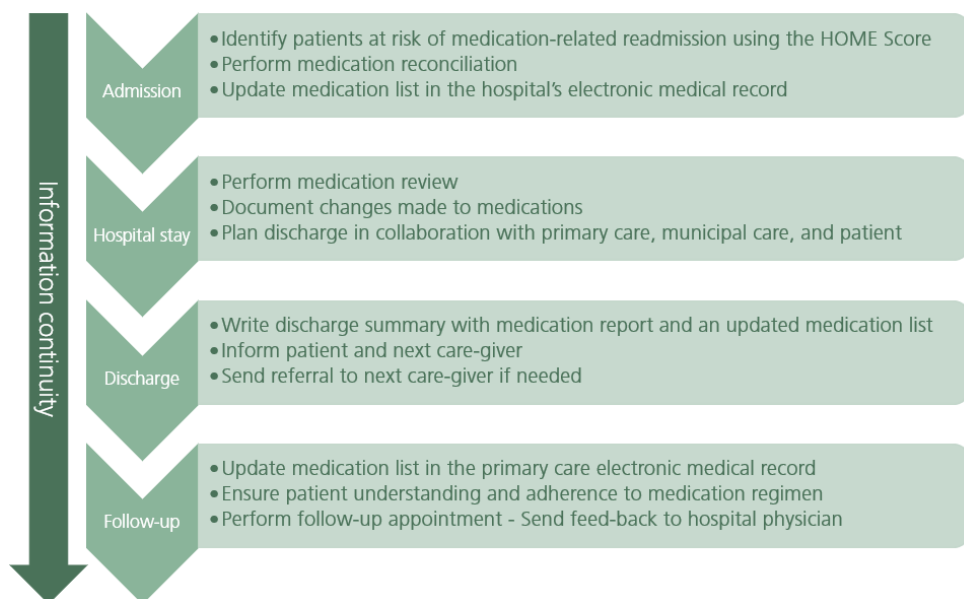 Information continuity
Admission
• Identify patients at risk of medication-related readmission using the HOME Score
• Perform medication reconciliation
• Update medication list in the hospital's electronic medical record
Hospital stay
• Perform medication review
• Document changes made to medications
• Plan discharge in collaboration with primary care, municipal care, and patient
Discharge
• Write discharge summary with medication report and an updated medication list
• Inform patient and next care-giver
• Send referral to next care-giver if needed
Follow-up
• Update medication list in the primary care electronic medical record
• Ensure patient understanding and adherence to medication regimen
• Perform follow-up appointment - Send feed-back to hospital physician